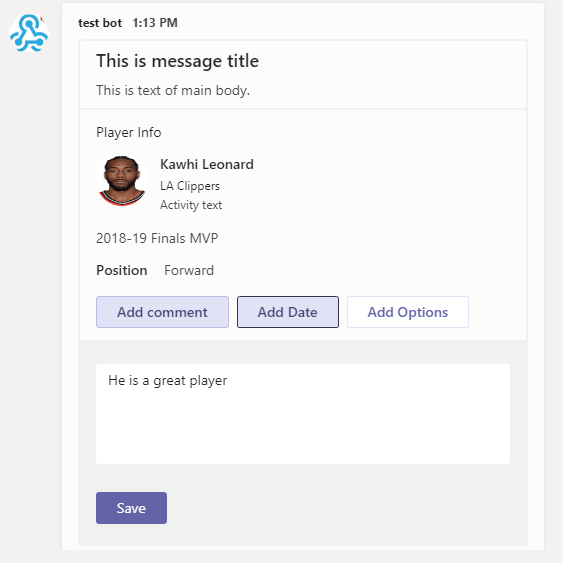 test bot 1:13 PM
This is message title
This is text of main body.
Player Info
Kawhi Leonard
LA Clippers
Activity text
2018-19 Finals MVP
Position Forward
Add comment Add Date Add Options
He is a great player
Save